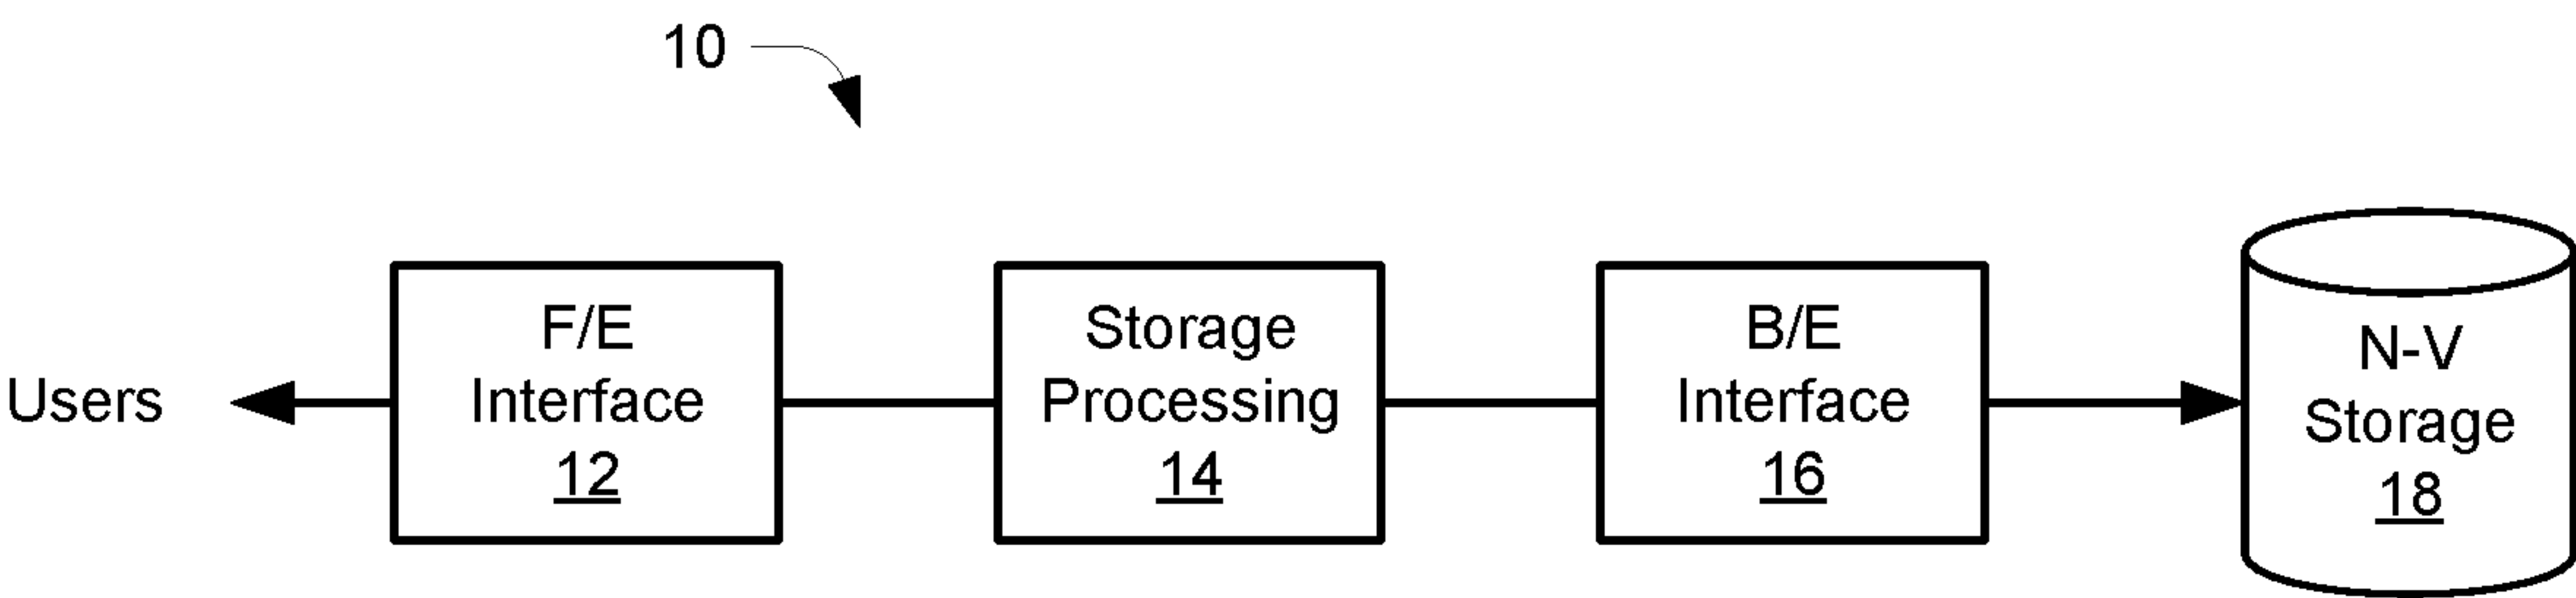 10
Users
F/E
Interface
12
Storage
Processing
14
B/E
Interface
16
N-V
Storage
18